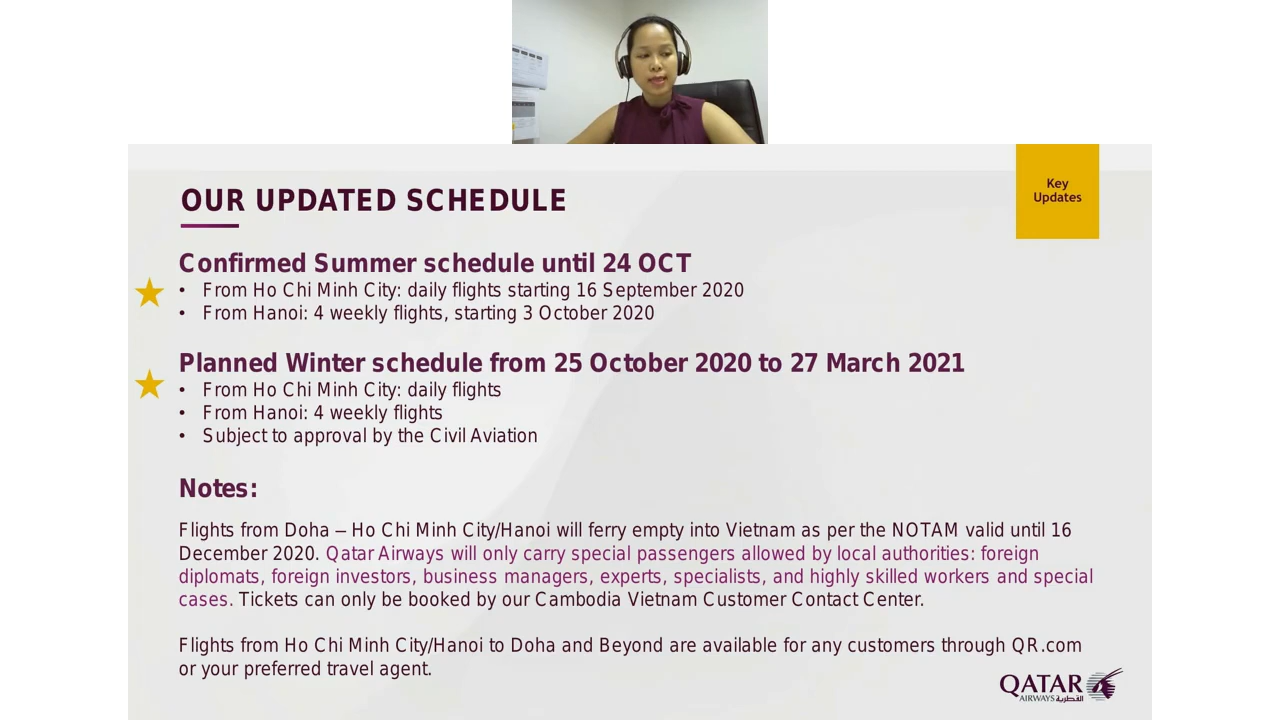 Key
Updates
OUR UPDATED SCHEDULE
Confirmed Summer schedule until 24 OCT
• From Ho Chi Minh City: daily flights starting 16 September 2020
• From Hanoi: 4 weekly flights, starting 3 October 2020
Planned Winter schedule from 25 October 2020 to 27 March 2021
• From Ho Chi Minh City: daily flights
• From Hanoi: 4 weekly flights
• Subject to approval by the Civil Aviation
Notes:
Flights from Doha – Ho Chi Minh City/Hanoi will ferry empty into Vietnam as per the NOTAM valid until 16
December 2020. Qatar Airways will only carry special passengers allowed by local authorities: foreign
diplomats, foreign investors, business managers, experts, specialists, and highly skilled workers and special
cases. Tickets can only be booked by our Cambodia Vietnam Customer Contact Center.
Flights from Ho Chi Minh City/Hanoi to Doha and Beyond are available for any customers through QR.com
or your preferred travel agent.
QATAR
AIRWAYS القطرية